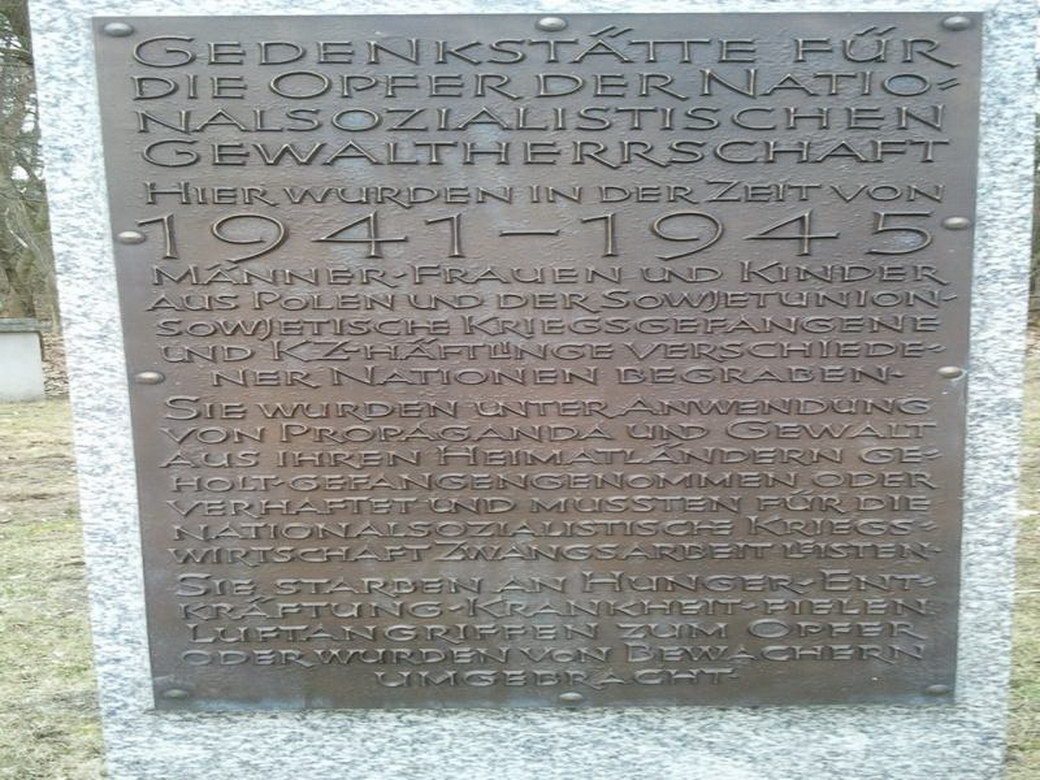 GEDENKSTÄTTE FÜR
DIE OPFER DER NATIO-
NALSOZIALISTISCHEN
GEWALTHERRSCHAFT
HIER WURDEN IN DER ZEIT VON
1941-1945
MÄNNER-FRAUEN UND KINDER
AUS POLEN UND DER SOWJETUNION-
SOWJETISCHE KRIEGSGEFANGENE
UND KZ-HÄFTLINGE VERSCHIEDE-
NER NATIONEN BEGRABEN-
SIE WURDEN UNTER ANWENDUNG
VON PROPAGANDA UND GEWALT
AUS IHREN HEIMATLÄNDERN GE-
HOLT-GEFANGENGENOMMEN ODER
VERHAFTET UND MUSSTEN FÜR DIE
NATIONALSOZIALISTISCHE KRIEGS-
WIRTSCHAFT ZWANGSARBEIT LEISTEN-
SIE STARBEN AN HUNGER-ENT-
KRÄFTUNG-KRANKHEIT-FIELEN
LUFTANGRIFFEN ZUM OPFER
ODER WURDEN VON BEWACHERN
UMGEBRACHT-